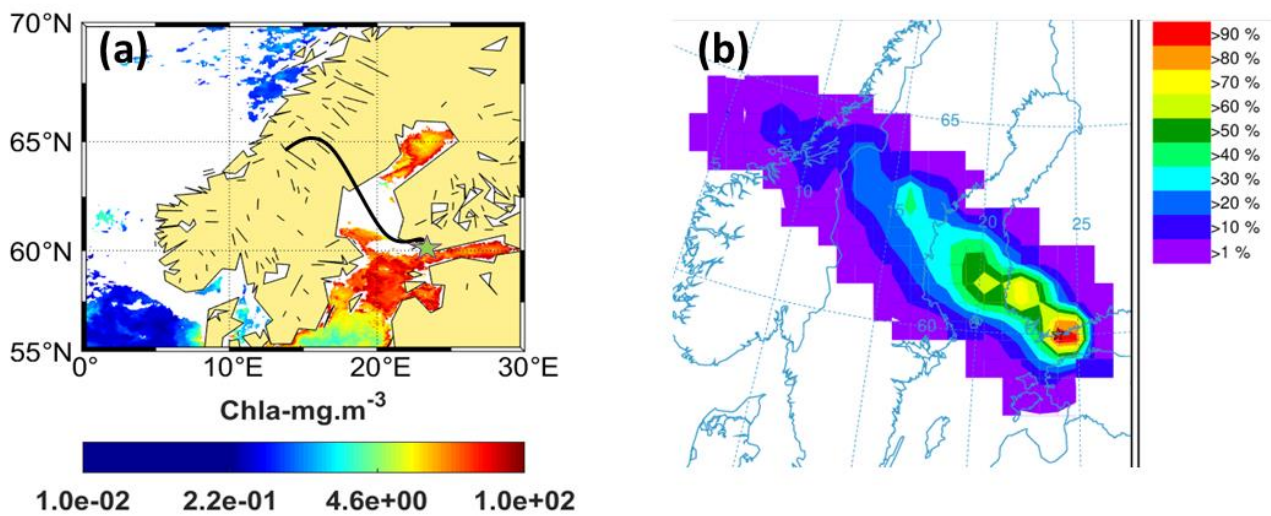 (a)
70°N
65°N
60°N
55°N
0°
10°E
20°E
30°E
Chla-mg.m⁻³
1.0e-02
2.2e-01
4.6e+00
1.0e+02
(b)
65
5
10
15
20
25
60
>90 %
>80 %
>70 %
>60 %
>50 %
>40 %
>30 %
>20 %
>10 %
>1 %